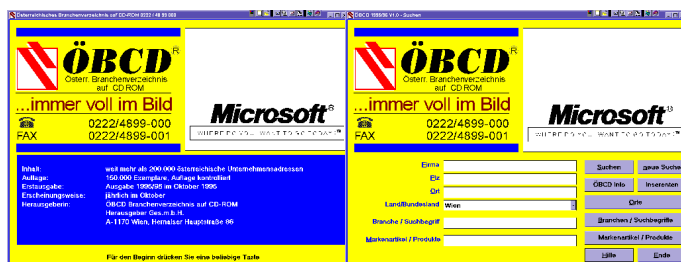 Österreichisches Branchenverzeichnis auf CD-ROM 0222 / 48 99 000
ÖBCD®
Österr. Branchenverzeichnis
auf CD ROM
...immer voll im Bild
☎ 0222/4899-000
FAX 0222/4899-001
Microsoft®
WHERE DO YOU WANT TO GO TODAY?™
Inhalt: weit mehr als 200.000 österreichische Unternehmensadressen
Auflage: 150.000 Exemplare, Auflage kontrolliert
Erstausgabe: Ausgabe 1995/96 im Oktober 1995
Erscheinungsweise: jährlich im Oktober
Herausgeberin: ÖBCD Branchenverzeichnis auf CD-ROM
Herausgeber Ges.m.b.H.
A-1170 Wien, Hernalser Hauptstraße 86
Für den Beginn drücken Sie eine beliebige Taste
ÖBCD 1995/96 V1.0 - Suchen
ÖBCD®
Österr. Branchenverzeichnis
auf CD ROM
...immer voll im Bild
☎ 0222/4899-000
FAX 0222/4899-001
Microsoft®
WHERE DO YOU WANT TO GO TODAY?™
Firma
Plz
Ort
Land/Bundesland Wien
Branche / Suchbegriff
Markenartikel / Produkte
Suchen neue Suche
ÖBCD Info Inserenten
Orte
Branchen / Suchbegriffe
Markenartikel / Produkte
Hilfe Ende